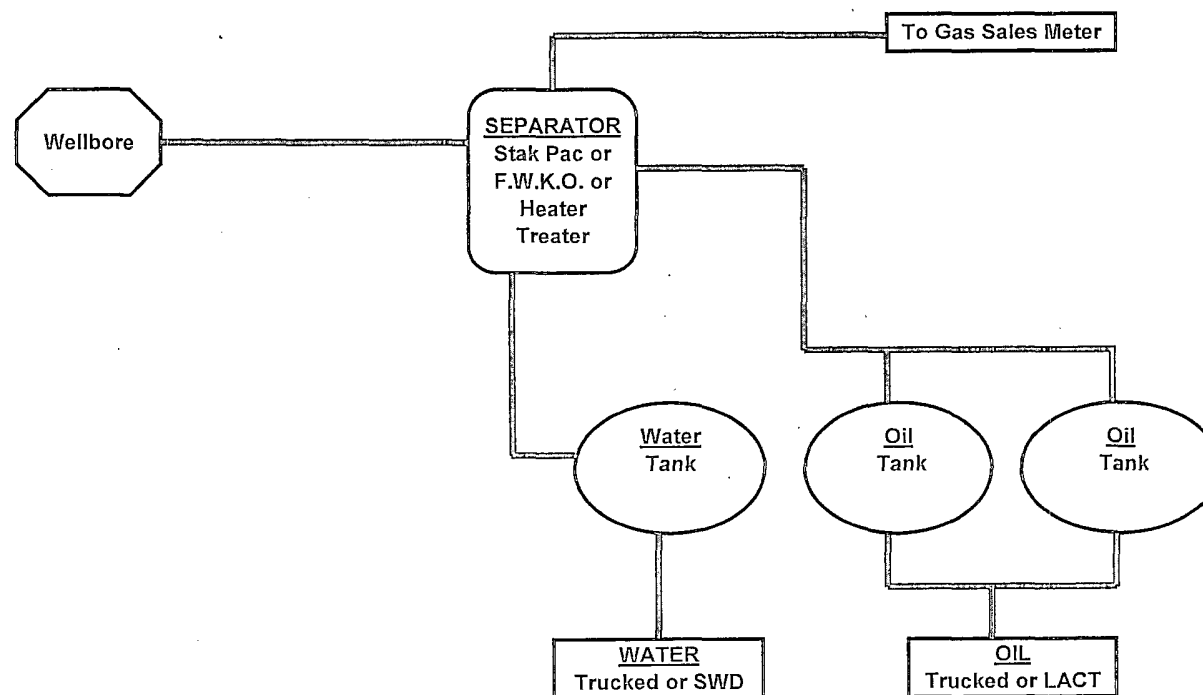 To Gas Sales Meter
Wellbore
SEPARATOR
Stak Pac or
F.W.K.O. or
Heater
Treater
Water
Tank
Oil
Tank
Oil
Tank
WATER
Trucked or SWD
OIL
Trucked or LACT